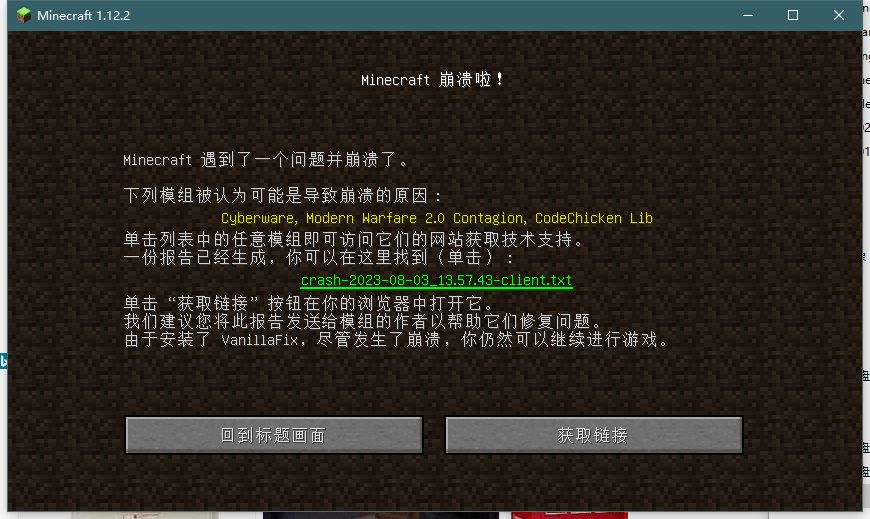 Minecraft 1.12.2
Minecraft 崩溃啦！
Minecraft 遇到了一个问题并崩溃了。
下列模组被认为可能是导致崩溃的原因：
Cyberware, Modern Warfare 2.0 Contagion, CodeChicken Lib
单击列表中的任意模组即可访问它们的网站获取技术支持。
一份报告已经生成，你可以在这里找到（单击）：
crash-2023-08-03_13.57.43-client.txt
单击“获取链接”按钮在你的浏览器中打开它。
我们建议您将此报告发送给模组的作者以帮助它们修复问题。
由于安装了 VanillaFix，尽管发生了崩溃，你仍然可以继续进行游戏。
回到标题画面
获取链接